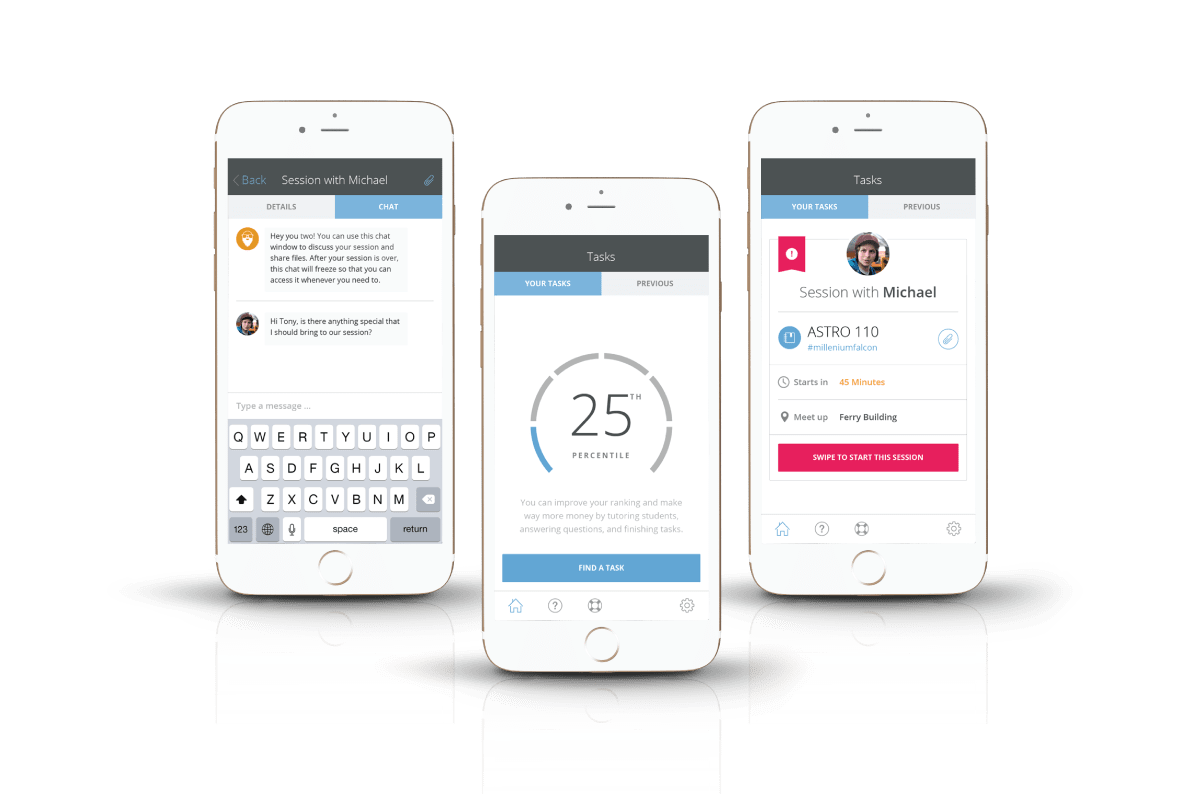 Back
Session with Michael
DETAILS
CHAT
Hey you two! You can use this chat
window to discuss your session and
share files. After your session is over,
this chat will freeze so that you can
access it whenever you need to.
Hi Tony, is there anything special that
I should bring to our session?
Type a message ...
Q W E R T Y U I O P
A S D F G H J K L
Z X C V B N M
123
space
return
Tasks
YOUR TASKS
PREVIOUS
25TH
PERCENTILE
You can improve your ranking and make
way more money by tutoring students,
answering questions, and finishing tasks.
FIND A TASK
?
Tasks
YOUR TASKS
PREVIOUS
!
Session with Michael
ASTRO 110
#milleniumfalcon
Starts in 45 Minutes
Meet up Ferry Building
SWIPE TO START THIS SESSION
?